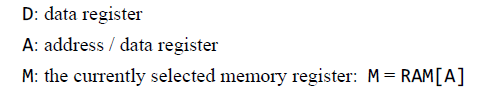 D: data register
A: address / data register
M: the currently selected memory register: M = RAM[A]